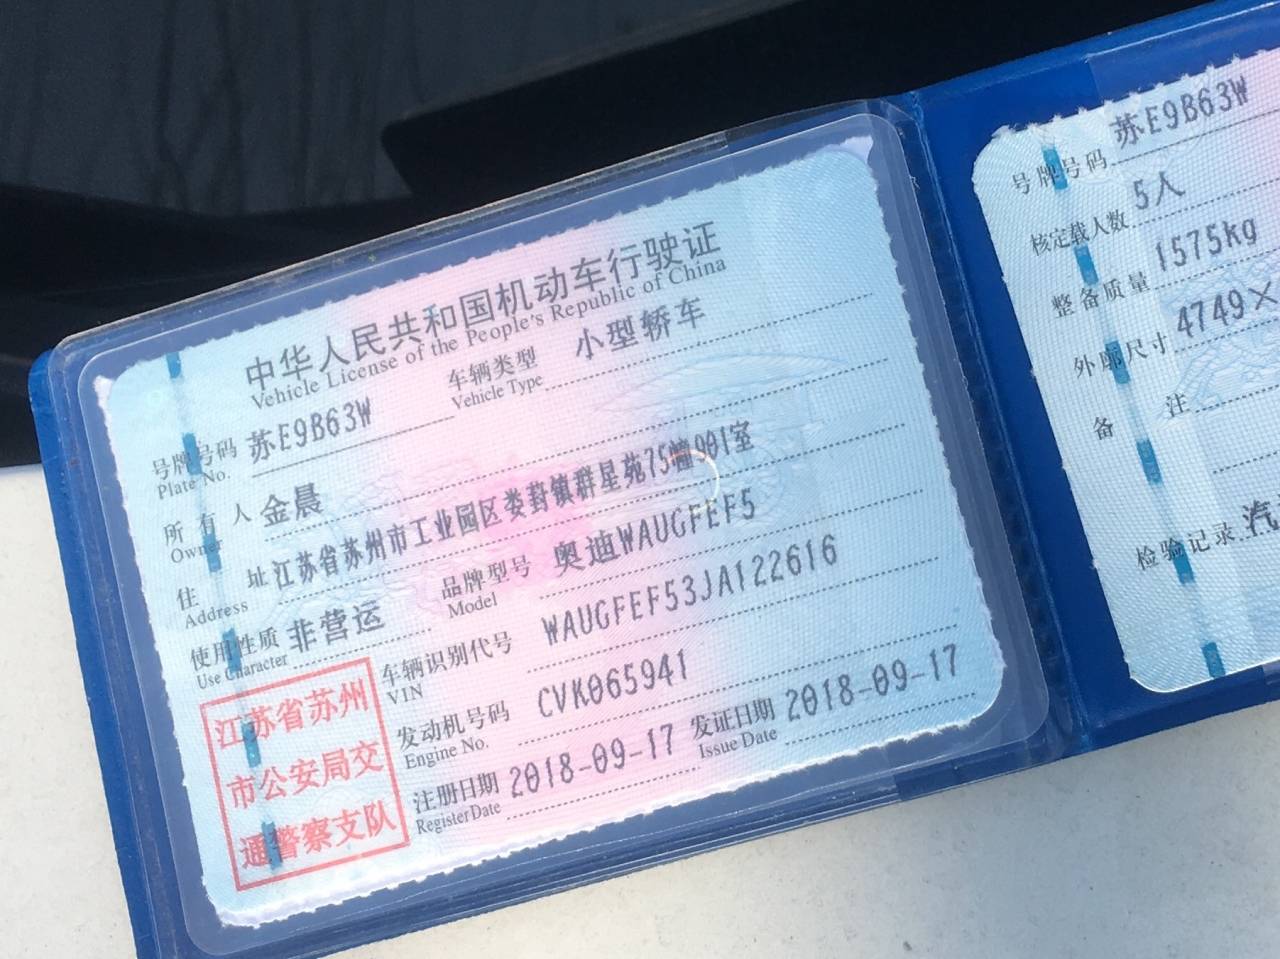 中华人民共和国机动车行驶证
Vehicle License of the People's Republic of China
号牌号码 苏E9B63W 车辆类型 小型轿车
Plate No. Vehicle Type
所有人 金晨
Owner
住址 江苏省苏州市工业园区娄葑镇群星苑75幢901室
Address
使用性质 非营运 品牌型号 奥迪WAUGFEF5
Use Character Model
车辆识别代号 WAUGFEF53JA122616
VIN
发动机号码 CVK065941
Engine No.
注册日期 2018-09-17 发证日期 2018-09-17
Register Date Issue Date
江苏省苏州
市公安局交
通警察支队
号牌号码 苏E9B63W
核定载人数 5人
整备质量 1575kg
外廓尺寸 4749×
备注
检验记录 汽